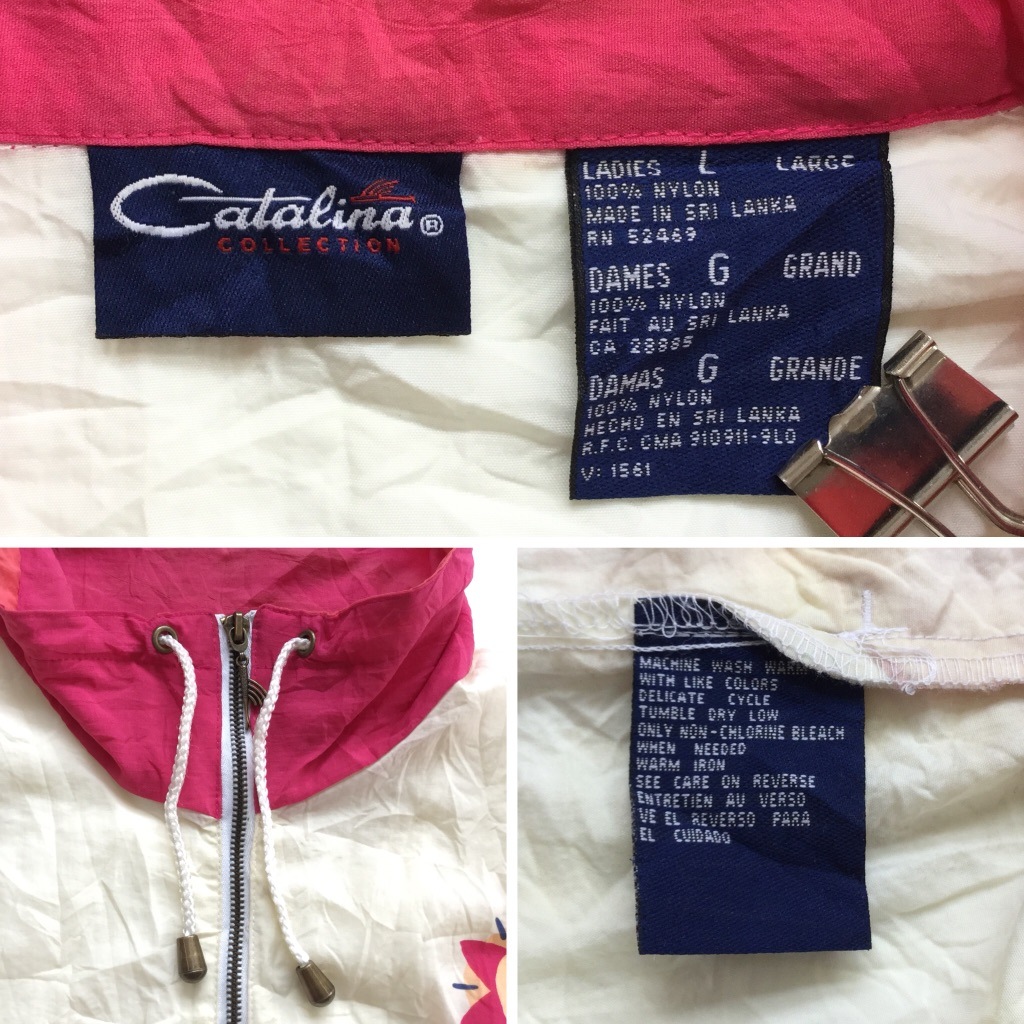 Catalina®
COLLECTION
LADIES L LARGE
100% NYLON
MADE IN SRI LANKA
RN 52469
DAMES G GRAND
100% NYLON
FAIT AU SRI LANKA
CA 28985
DAMAS G GRANDE
100% NYLON
HECHO EN SRI LANKA
R.F.C. CMA 910911-9L0
V: 1561
MACHINE WASH WARM
WITH LIKE COLORS
DELICATE CYCLE
TUMBLE DRY LOW
ONLY NON-CHLORINE BLEACH
WHEN NEEDED
WARM IRON
SEE CARE ON REVERSE
ENTRETIEN AU VERSO
VE EL REVERSO PARA
EL CUIDADO